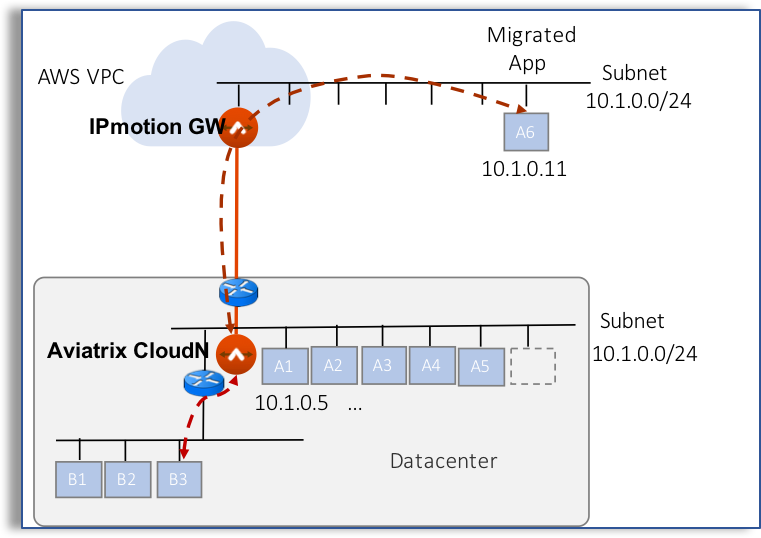 Migrated
App
AWS VPC
Subnet
10.1.0.0/24
IPmotion GW
A6
10.1.0.11
Subnet
10.1.0.0/24
Aviatrix CloudN
A1
A2
A3
A4
A5
10.1.0.5 ...
Datacenter
B1
B2
B3